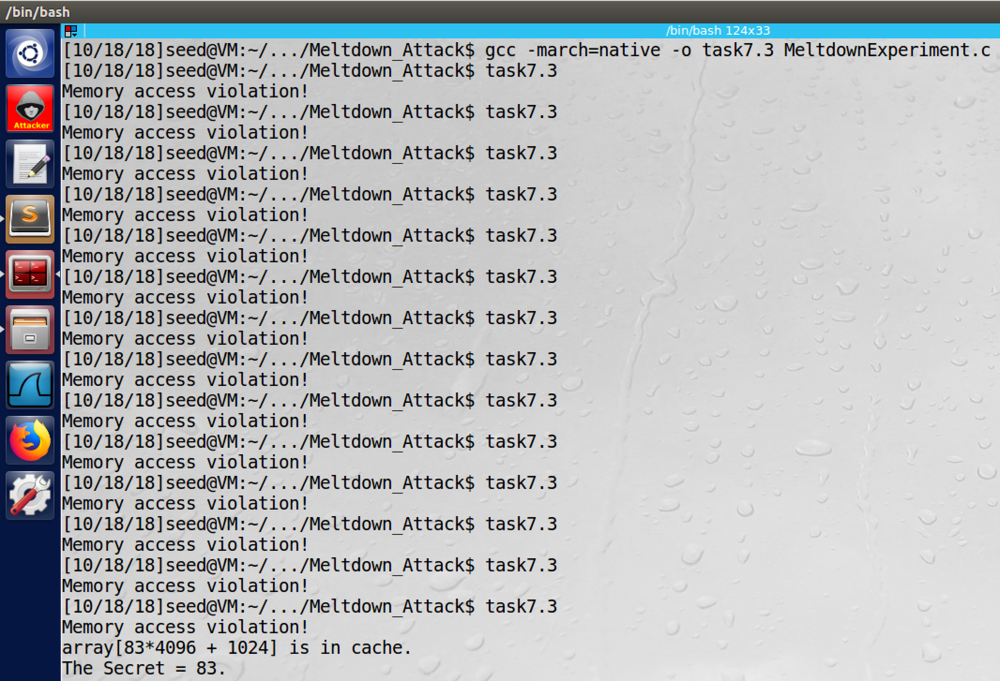 /bin/bash
/bin/bash 124x33
[10/18/18]seed@VM:~/.../Meltdown_Attack$ gcc -march=native -o task7.3 MeltdownExperiment.c
[10/18/18]seed@VM:~/.../Meltdown_Attack$ task7.3
Memory access violation!
[10/18/18]seed@VM:~/.../Meltdown_Attack$ task7.3
Memory access violation!
[10/18/18]seed@VM:~/.../Meltdown_Attack$ task7.3
Memory access violation!
[10/18/18]seed@VM:~/.../Meltdown_Attack$ task7.3
Memory access violation!
[10/18/18]seed@VM:~/.../Meltdown_Attack$ task7.3
Memory access violation!
[10/18/18]seed@VM:~/.../Meltdown_Attack$ task7.3
Memory access violation!
[10/18/18]seed@VM:~/.../Meltdown_Attack$ task7.3
Memory access violation!
[10/18/18]seed@VM:~/.../Meltdown_Attack$ task7.3
Memory access violation!
[10/18/18]seed@VM:~/.../Meltdown_Attack$ task7.3
Memory access violation!
[10/18/18]seed@VM:~/.../Meltdown_Attack$ task7.3
Memory access violation!
[10/18/18]seed@VM:~/.../Meltdown_Attack$ task7.3
Memory access violation!
[10/18/18]seed@VM:~/.../Meltdown_Attack$ task7.3
Memory access violation!
[10/18/18]seed@VM:~/.../Meltdown_Attack$ task7.3
Memory access violation!
[10/18/18]seed@VM:~/.../Meltdown_Attack$ task7.3
Memory access violation!
array[83*4096 + 1024] is in cache.
The Secret = 83.
Attacker
S